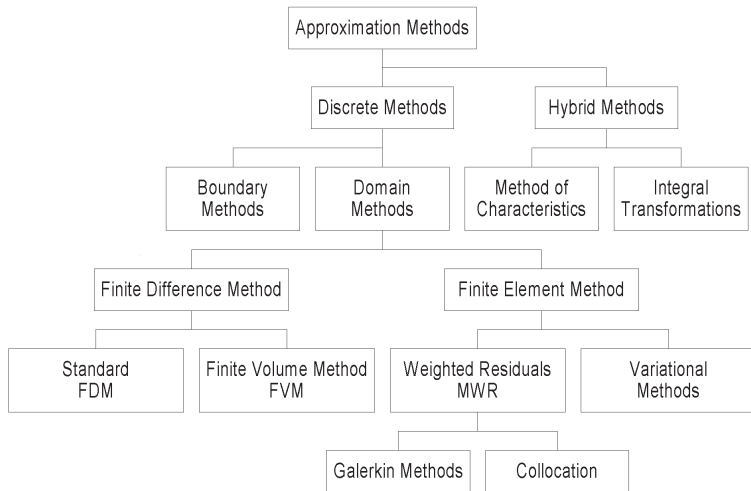 Approximation Methods
Discrete Methods
Hybrid Methods
Boundary
Methods
Domain
Methods
Method of
Characteristics
Integral
Transformations
Finite Difference Method
Finite Element Method
Standard
FDM
Finite Volume Method
FVM
Weighted Residuals
MWR
Variational
Methods
Galerkin Methods
Collocation